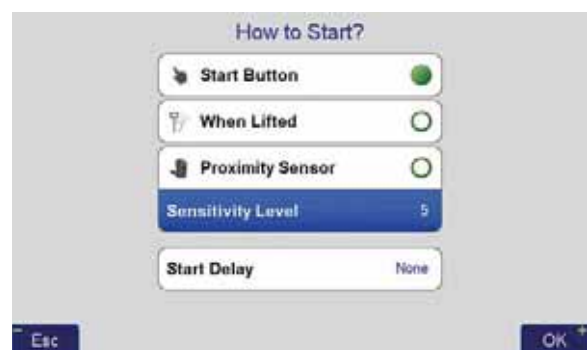 How to Start?
Start Button
When Lifted
Proximity Sensor
Sensitivity Level 5
Start Delay None
- Esc OK +